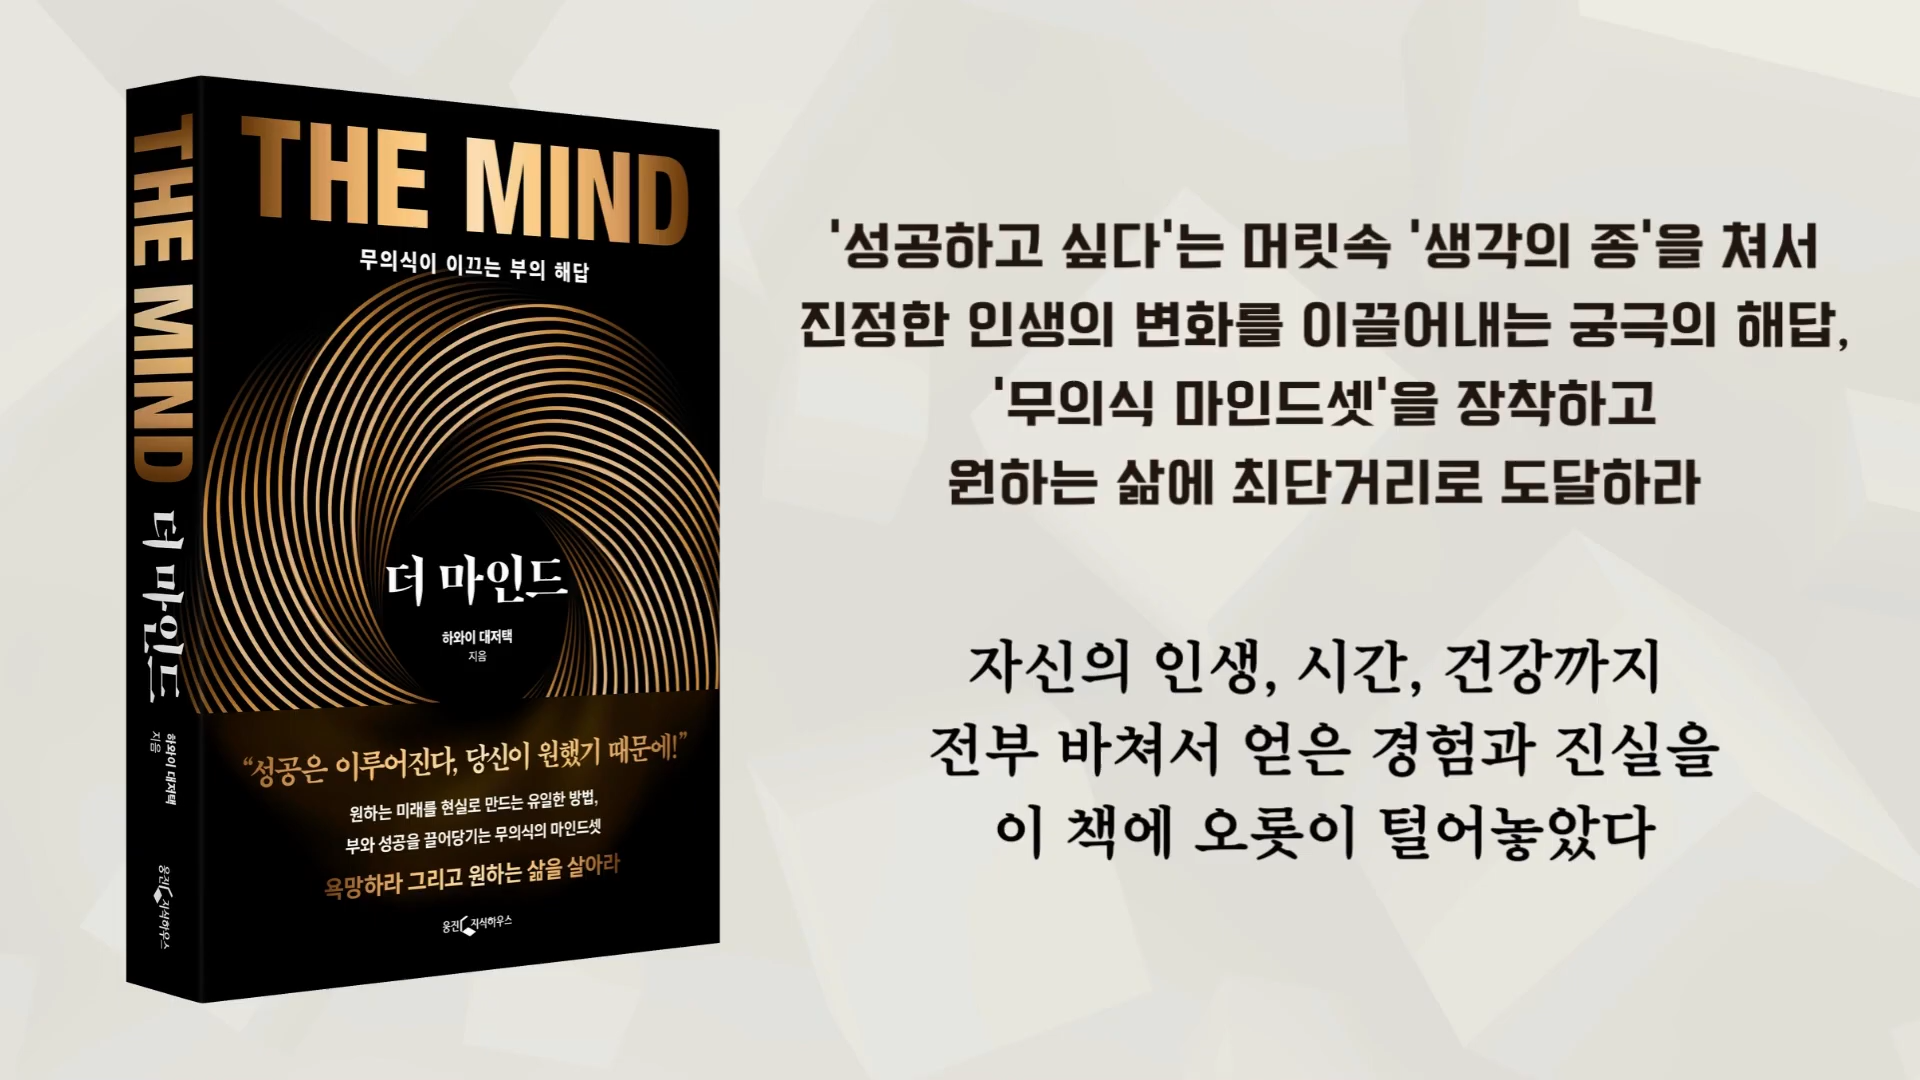 THE MIND
더 마인드
하와이 대저택
지음
웅진 지식하우스
THE MIND
무의식이 이끄는 부의 해답
더 마인드
하와이 대저택
지음
“성공은 이루어진다, 당신이 원했기 때문에!”
원하는 미래를 현실로 만드는 유일한 방법,
부와 성공을 끌어당기는 무의식의 마인드셋
욕망하라 그리고 원하는 삶을 살아라
웅진 지식하우스
'성공하고 싶다'는 머릿속 '생각의 종'을 쳐서
진정한 인생의 변화를 이끌어내는 궁극의 해답,
'무의식 마인드셋'을 장착하고
원하는 삶에 최단거리로 도달하라
자신의 인생, 시간, 건강까지
전부 바쳐서 얻은 경험과 진실을
이 책에 오롯이 털어놓았다